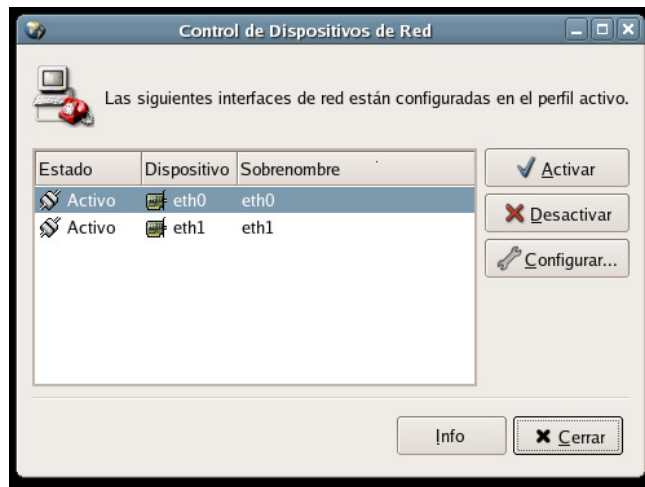 Control de Dispositivos de Red
Las siguientes interfaces de red están configuradas en el perfil activo.
Estado Dispositivo Sobrenombre
Activo eth0 eth0
Activo eth1 eth1
Activar
Desactivar
Configurar...
Info
Cerrar